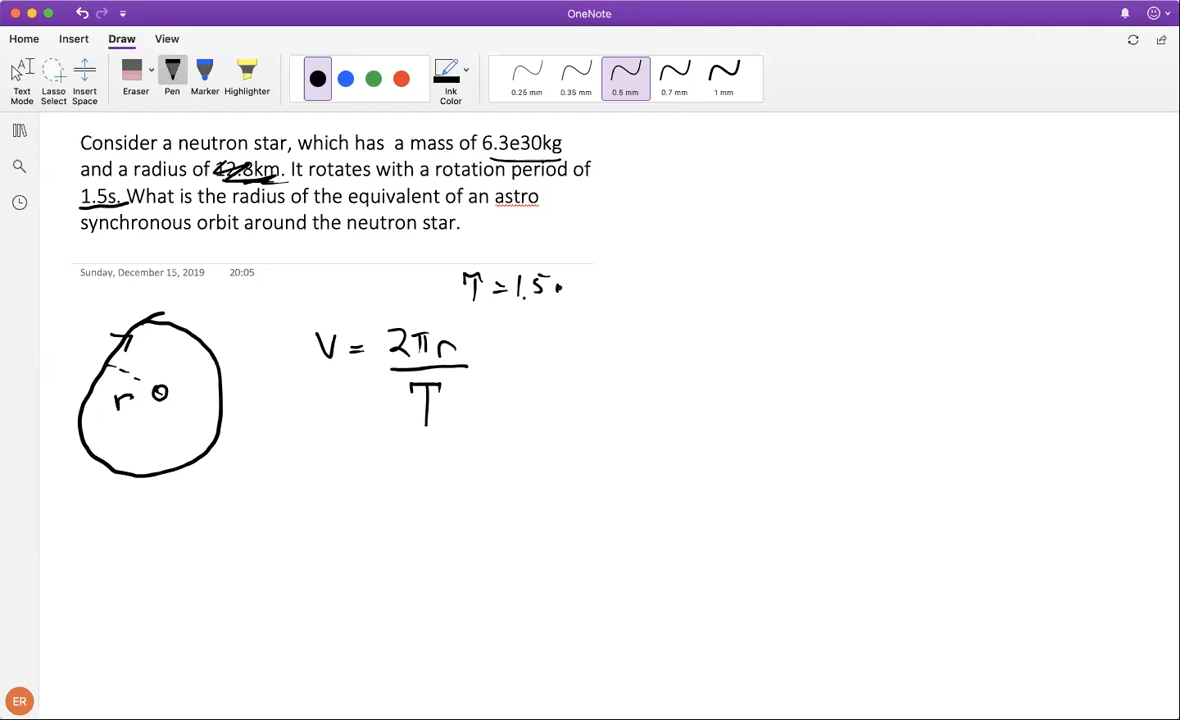 OneNote
Home Insert Draw View
Text Mode
Lasso Select
Insert Space
Eraser
Pen
Marker
Highlighter
Ink Color
0.25 mm
0.35 mm
0.5 mm
0.7 mm
1 mm
Consider a neutron star, which has a mass of 6.3e30kg
and a radius of 12.8km. It rotates with a rotation period of
1.5s. What is the radius of the equivalent of an astro
synchronous orbit around the neutron star.
Sunday, December 15, 2019 20:05
T = 1.5
V = 2πr
T
r
ER